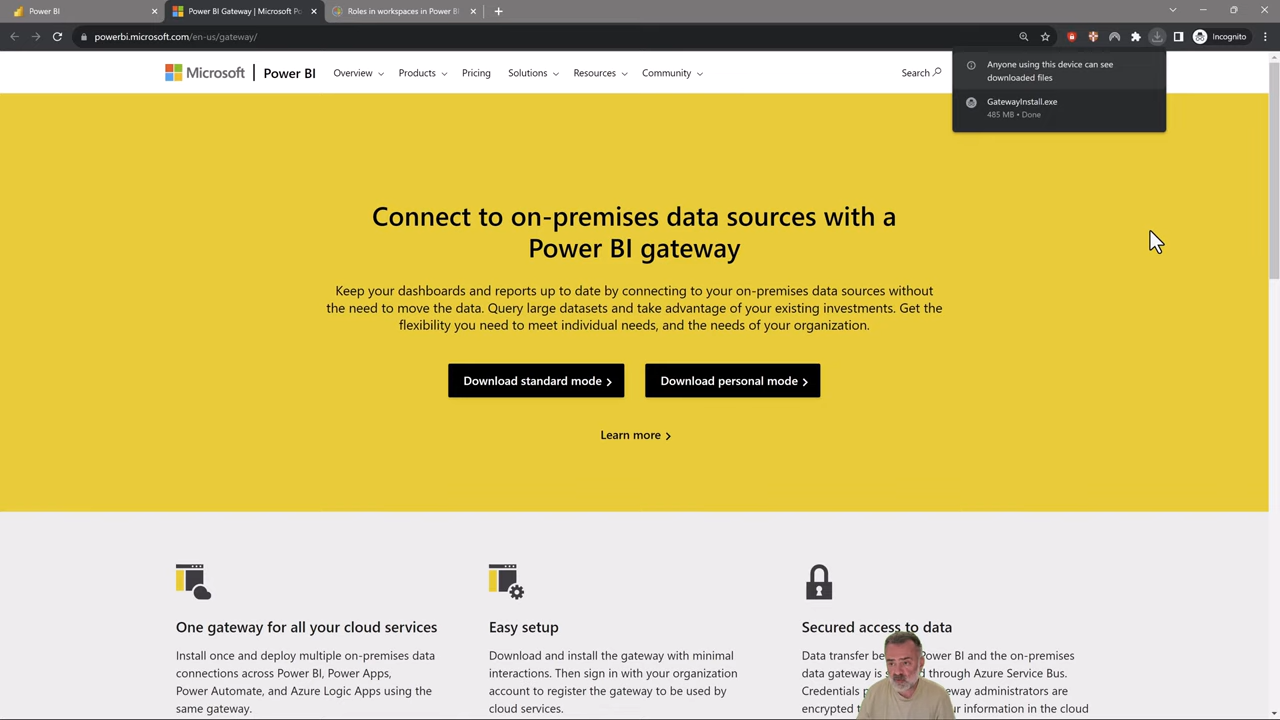 Power BI
Power BI Gateway | Microsoft Po
Roles in workspaces in Power BI
powerbi.microsoft.com/en-us/gateway/
Incognito
Microsoft
Power BI
Overview
Products
Pricing
Solutions
Resources
Community
Search
Anyone using this device can see
downloaded files
GatewayInstall.exe
485 MB • Done
Connect to on-premises data sources with a
Power BI gateway
Keep your dashboards and reports up to date by connecting to your on-premises data sources without
the need to move the data. Query large datasets and take advantage of your existing investments. Get the
flexibility you need to meet individual needs, and the needs of your organization.
Download standard mode
Download personal mode
Learn more
One gateway for all your cloud services
Install once and deploy multiple on-premises data
connections across Power BI, Power Apps,
Power Automate, and Azure Logic Apps using the
same gateway.
Easy setup
Download and install the gateway with minimal
interactions. Then sign in with your organization
account to register the gateway to be used by
cloud services.
Secured access to data
Data transfer be Power BI and the on-premises
data gateway is s through Azure Service Bus.
Credentials p eway administrators are
encrypted t ur information in the cloud